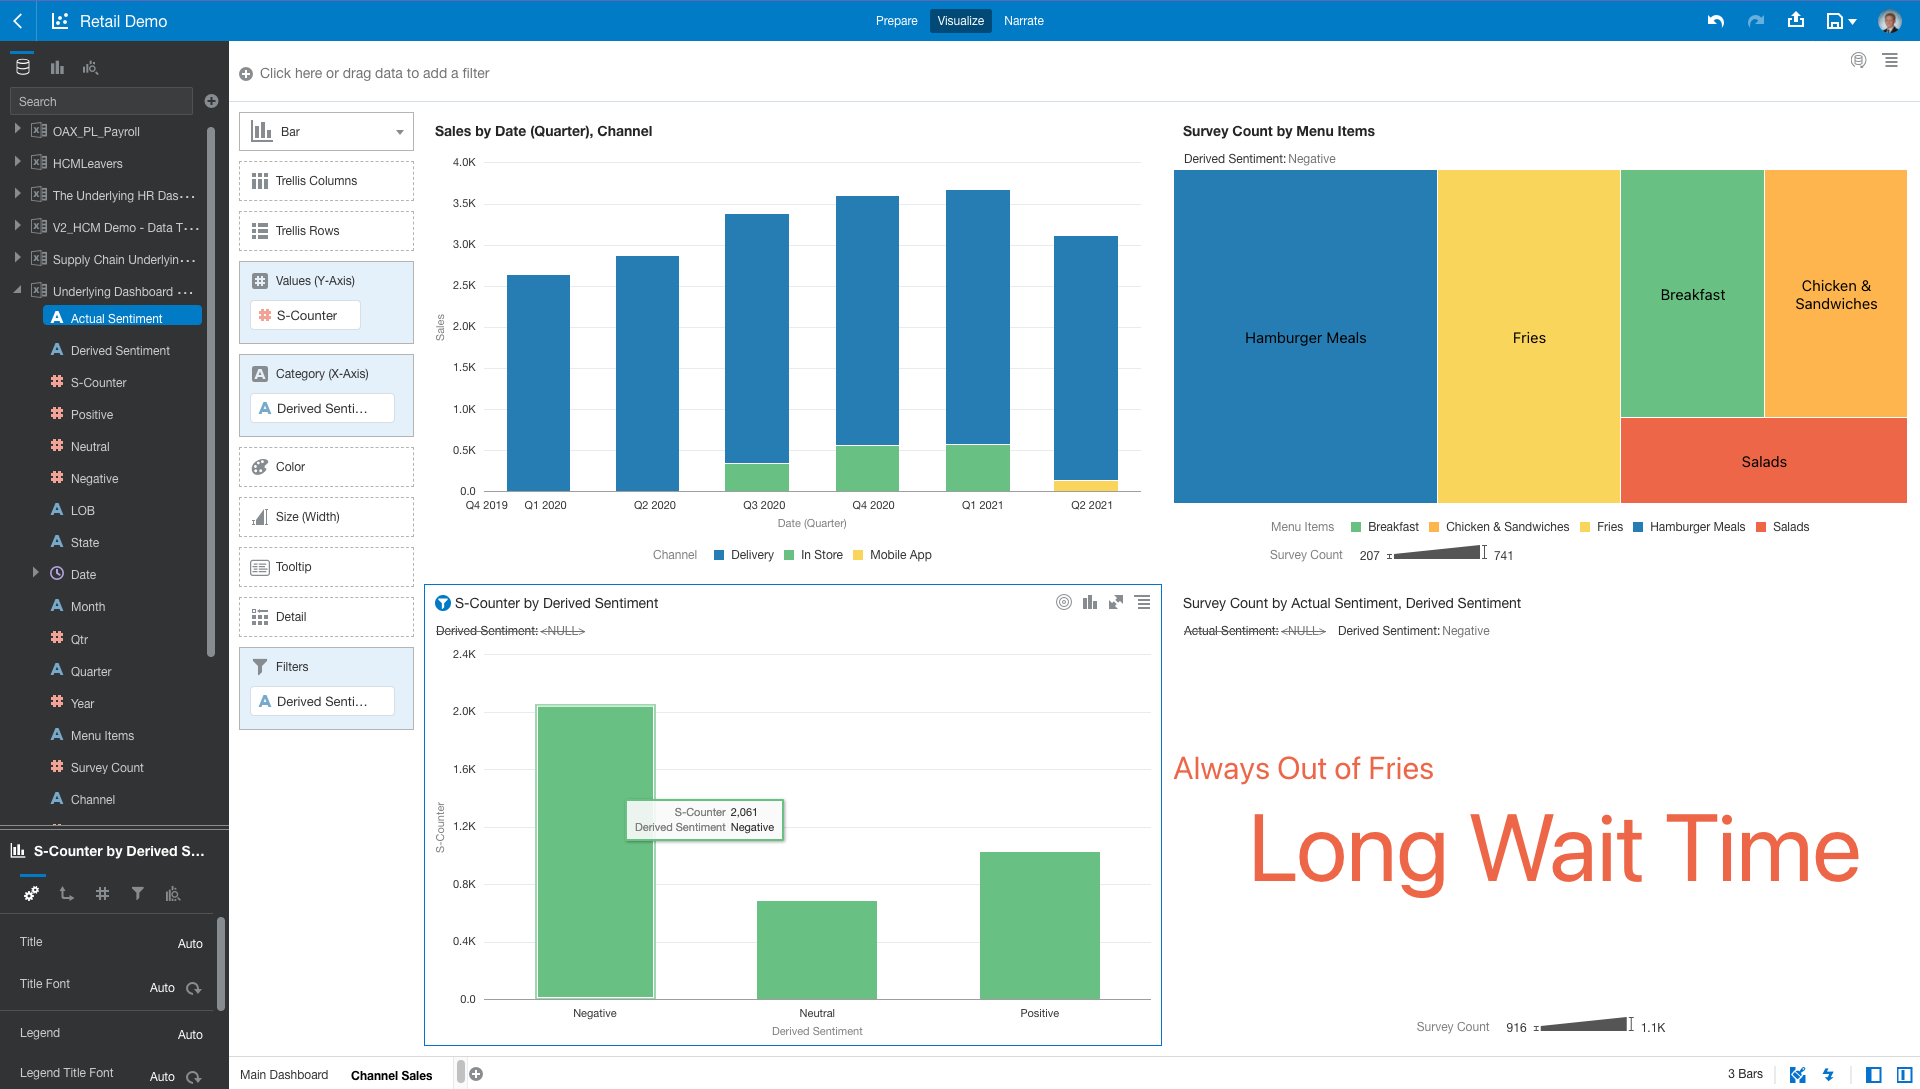 Retail Demo
Prepare
Visualize
Narrate
Search
OAX_PL_Payroll
HCMLeavers
The Underlying HR Das···
V2_HCM Demo - Data T···
Supply Chain Underlyin···
Underlying Dashboard ···
Actual Sentiment
Derived Sentiment
S-Counter
Positive
Neutral
Negative
LOB
State
Date
Month
Qtr
Quarter
Year
Menu Items
Survey Count
Channel
S-Counter by Derived S...
Title
Auto
Title Font
Auto
Legend
Auto
Legend Title Font
Auto
Click here or drag data to add a filter
Bar
Trellis Columns
Trellis Rows
Values (Y-Axis)
S-Counter
Category (X-Axis)
Derived Senti...
Color
Size (Width)
Tooltip
Detail
Filters
Derived Senti...
Sales by Date (Quarter), Channel
4.0K
3.5K
3.0K
2.5K
2.0K
1.5K
1.0K
0.5K
0.0
Sales
Q4 2019
Q1 2020
Q2 2020
Q3 2020
Q4 2020
Q1 2021
Q2 2021
Date (Quarter)
Channel
Delivery
In Store
Mobile App
Survey Count by Menu Items
Derived Sentiment: Negative
Hamburger Meals
Fries
Breakfast
Chicken &
Sandwiches
Salads
Menu Items
Breakfast
Chicken & Sandwiches
Fries
Hamburger Meals
Salads
Survey Count
207
741
S-Counter by Derived Sentiment
Derived Sentiment: <NULL>
2.4K
2.0K
1.6K
1.2K
0.8K
0.4K
0.0
S-Counter
S-Counter 2,061
Derived Sentiment Negative
Negative
Neutral
Positive
Derived Sentiment
Survey Count by Actual Sentiment, Derived Sentiment
Actual Sentiment: <NULL>
Derived Sentiment: Negative
Always Out of Fries
Long Wait Time
Survey Count
916
1.1K
Main Dashboard
Channel Sales
3 Bars